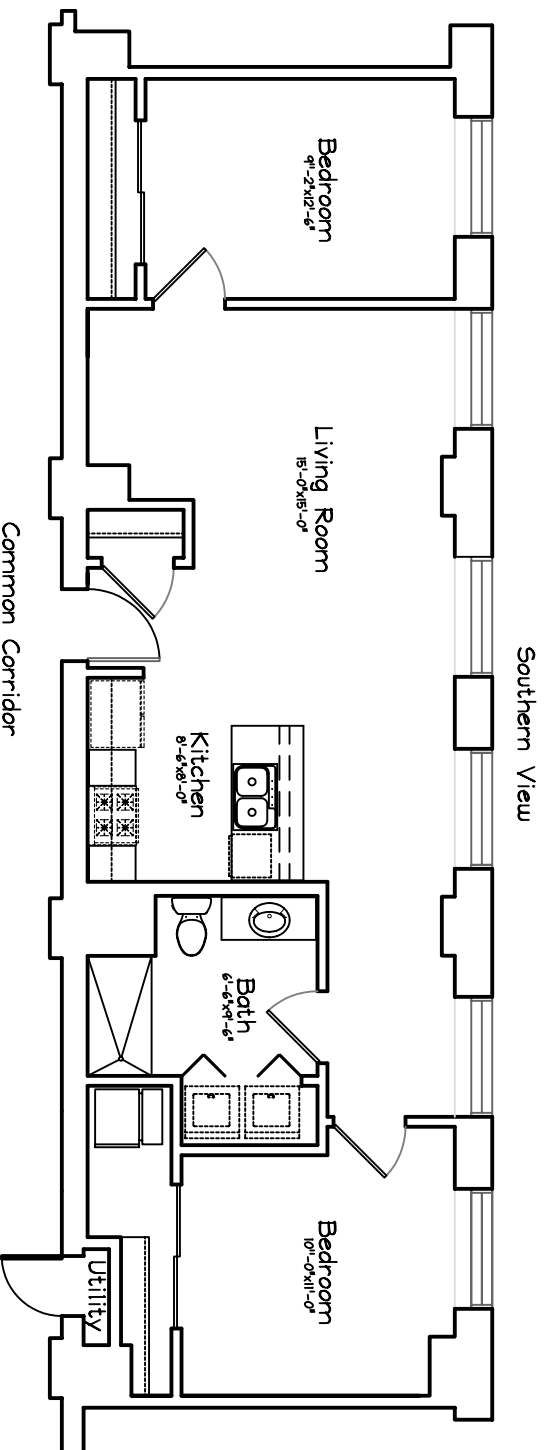 Southern View
Bedroom
9'-2"x12'-6"
Living Room
15'-0"x15'-0"
Kitchen
8'-6"x8'-0"
Bath
6'-6"x9'-6"
Bedroom
10'-0"x11'-0"
Utility
Common Corridor